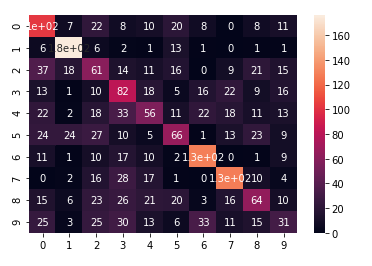 0 1e+02 7 22 8 10 20 8 0 8 11
1 6 1.8e+02 6 2 1 13 1 0 1 1
2 37 18 61 14 11 16 0 9 21 15
3 13 1 10 82 18 5 16 22 9 16
4 22 2 18 33 56 11 22 18 11 13
5 24 24 27 16 5 66 1 13 23 9
6 11 1 10 17 10 2 1.3e+02 0 1 9
7 0 2 16 28 17 1 0 1.3e+02 10 4
8 15 6 23 26 21 20 3 16 64 10
9 25 3 25 30 13 6 33 11 15 31
0 1 2 3 4 5 6 7 8 9
160
140
120
100
80
60
40
20
0